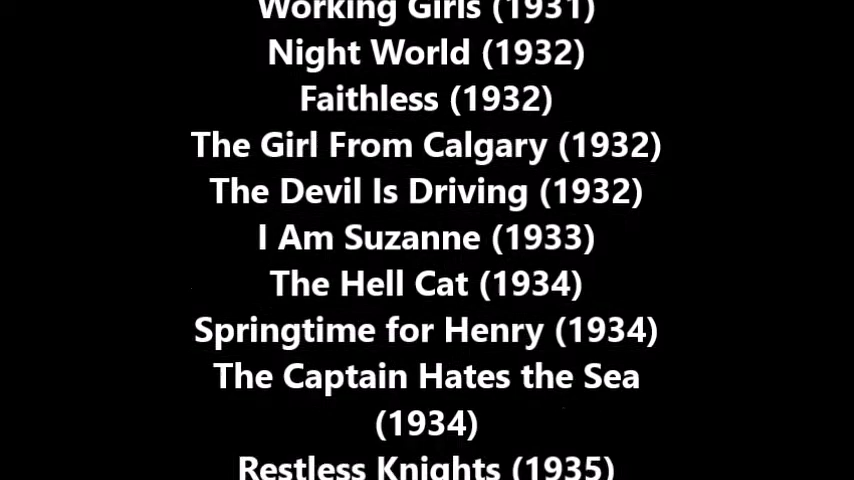 Working Girls (1931)
Night World (1932)
Faithless (1932)
The Girl From Calgary (1932)
The Devil Is Driving (1932)
I Am Suzanne (1933)
The Hell Cat (1934)
Springtime for Henry (1934)
The Captain Hates the Sea
(1934)
Restless Knights (1935)